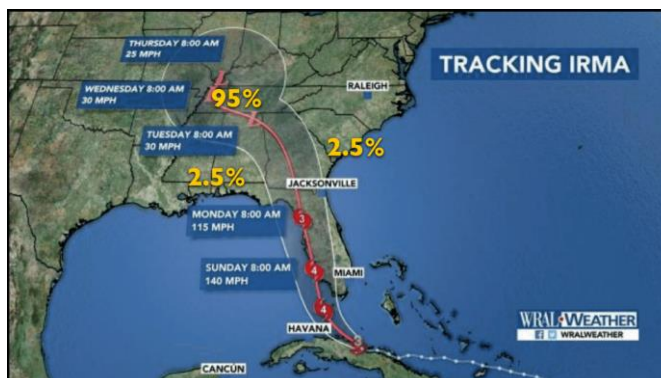 THURSDAY 8:00 AM
25 MPH
TRACKING IRMA
WEDNESDAY 8:00 AM
30 MPH
95%
RALEIGH
TUESDAY 8:00 AM
30 MPH
2.5%
2.5%
JACKSONVILLE
MONDAY 8:00 AM
115 MPH
3
SUNDAY 8:00 AM
140 MPH
4
MIAMI
4
HAVANA
3
WRAL WEATHER
WRALWEATHER
CANCÚN